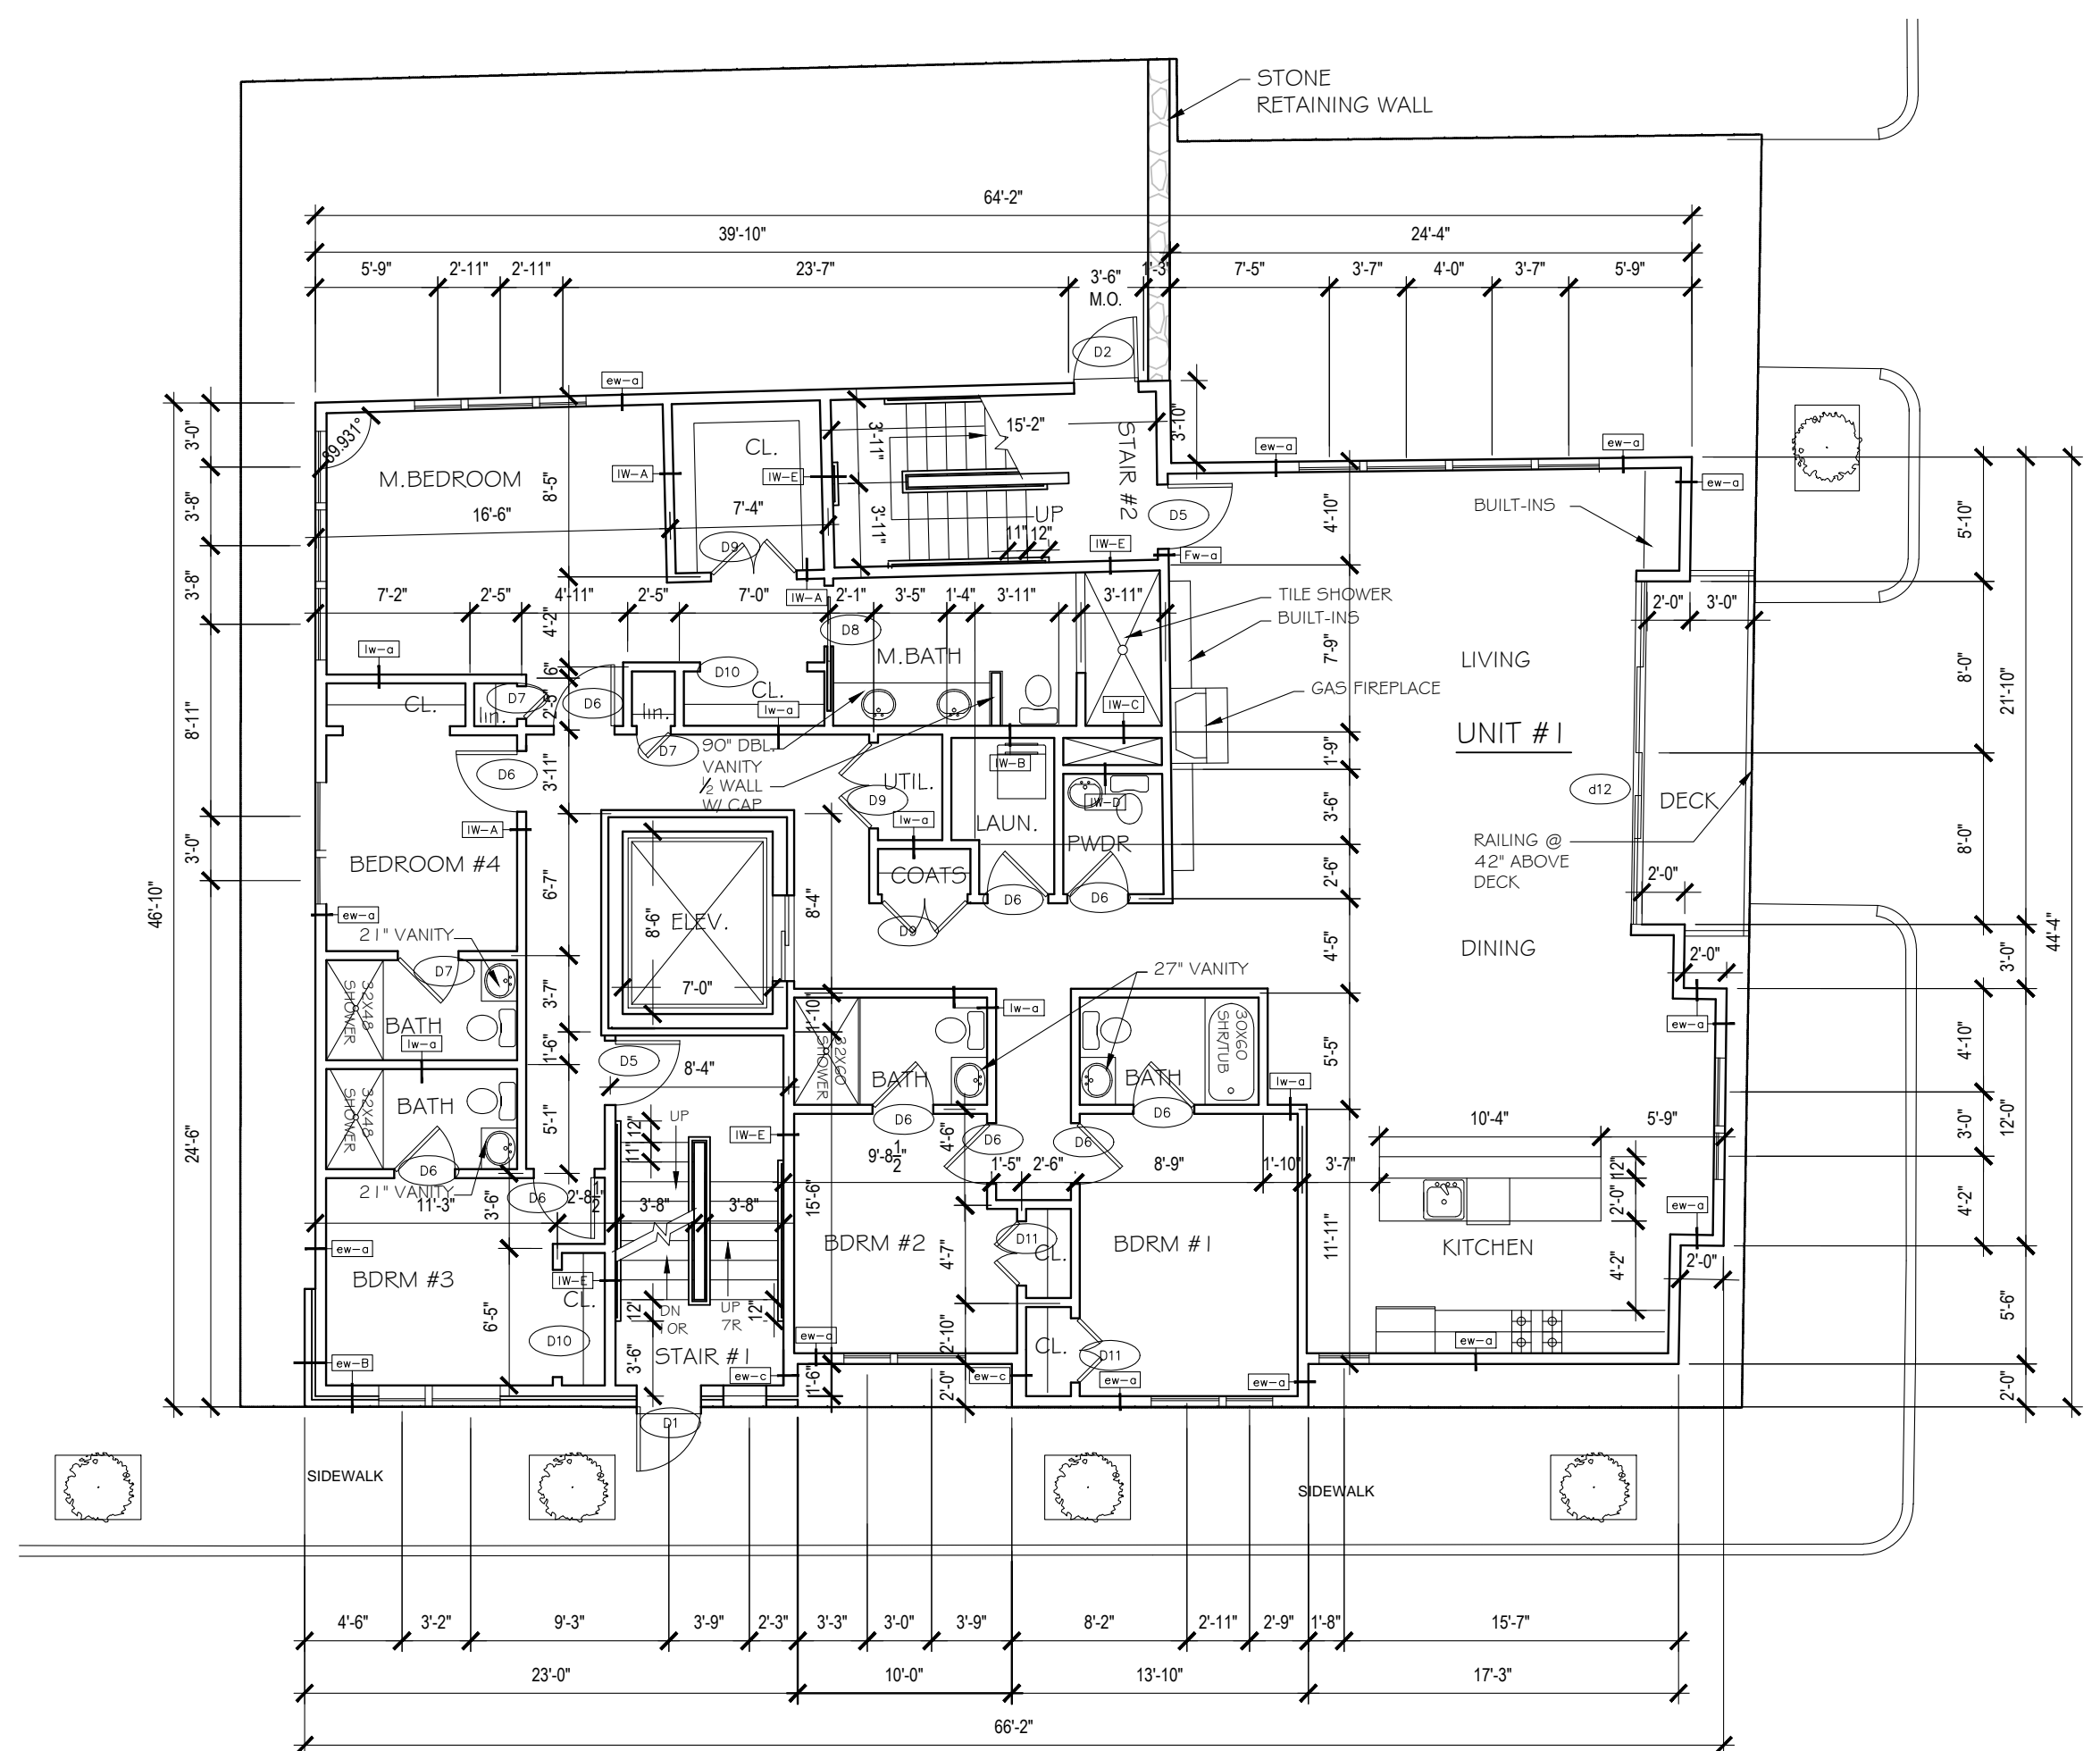 STONE
RETAINING WALL
64'-2"
39'-10"
24'-4"
5'-9"
2'-11"
2'-11"
23'-7"
3'-6"
M.O.
1'-3"
7'-5"
3'-7"
4'-0"
3'-7"
5'-9"
D2
ew-a
3'-0"
89.931°
M.BEDROOM
16'-6"
8'-5"
IW-A
CL.
7'-4"
D9
IW-E
3'-11"
3'-11"
15'-2"
STAIR #2
3'-10"
UP
11"
12"
IW-E
D5
Fw-a
ew-a
ew-a
ew-a
4'-10"
BUILT-INS
5'-10"
3'-8"
3'-8"
7'-2"
2'-5"
4'-11"
2'-5"
7'-0"
IW-A
2'-1"
3'-5"
1'-4"
3'-11"
3'-11"
4'-2"
D8
M.BATH
TILE SHOWER
BUILT-INS
GAS FIREPLACE
7'-9"
LIVING
UNIT #1
2'-0"
3'-0"
8'-0"
21'-10"
44'-4"
Iw-a
6"
2'-5"
CL.
D7
lin.
D6
lin.
D10
CL.
Iw-a
IW-C
8'-11"
D6
3'-11"
D7
90" DBL
VANITY
½ WALL
W/ CAP
UTIL.
D9
Iw-a
IW-B
LAUN.
IW-D
PWDR
1'-9"
3'-6"
d12
DECK
RAILING @
42" ABOVE
DECK
8'-0"
3'-0"
46'-10"
IW-A
BEDROOM #4
ew-a
21" VANITY
6'-7"
8'-6"
ELEV.
7'-0"
8'-4"
COATS
D9
D6
D6
2'-6"
4'-5"
2'-0"
DINING
2'-0"
3'-0"
D7
32X48
SHOWER
BATH
Iw-a
3'-7"
1'-6"
11'-10"
27" VANITY
Iw-a
ew-a
4'-10"
32X48
SHOWER
BATH
D6
21" VANITY
5'-1"
D5
8'-4"
32X60
SHOWER
BATH
D6
BATH
D6
30X60
SHR/TUB
5'-5"
Iw-a
24'-6"
UP
12"
11"
IW-E
9'-8½"
4'-6"
D6
D6
1'-5"
2'-6"
8'-9"
1'-10"
3'-7"
10'-4"
5'-9"
3'-0"
12'-0"
12"
2'-0"
11'-3"
3'-6"
D6
2'-8½"
3'-8"
3'-8"
15'-6"
ew-a
BDRM #3
IW-E
CL.
BDRM #2
4'-7"
D11
CL.
BDRM #1
11'-11"
KITCHEN
4'-2"
ew-a
4'-2"
2'-0"
6'-5"
D10
12"
DN
10R
UP
7R
12"
3'-6"
STAIR #1
ew-a
2'-10"
CL.
D11
ew-a
5'-6"
ew-B
ew-c
1'-6"
2'-0"
ew-c
ew-a
ew-a
2'-0"
D1
SIDEWALK
SIDEWALK
4'-6"
3'-2"
9'-3"
3'-9"
2'-3"
3'-3"
3'-0"
3'-9"
8'-2"
2'-11"
2'-9"
1'-8"
15'-7"
23'-0"
10'-0"
13'-10"
17'-3"
66'-2"